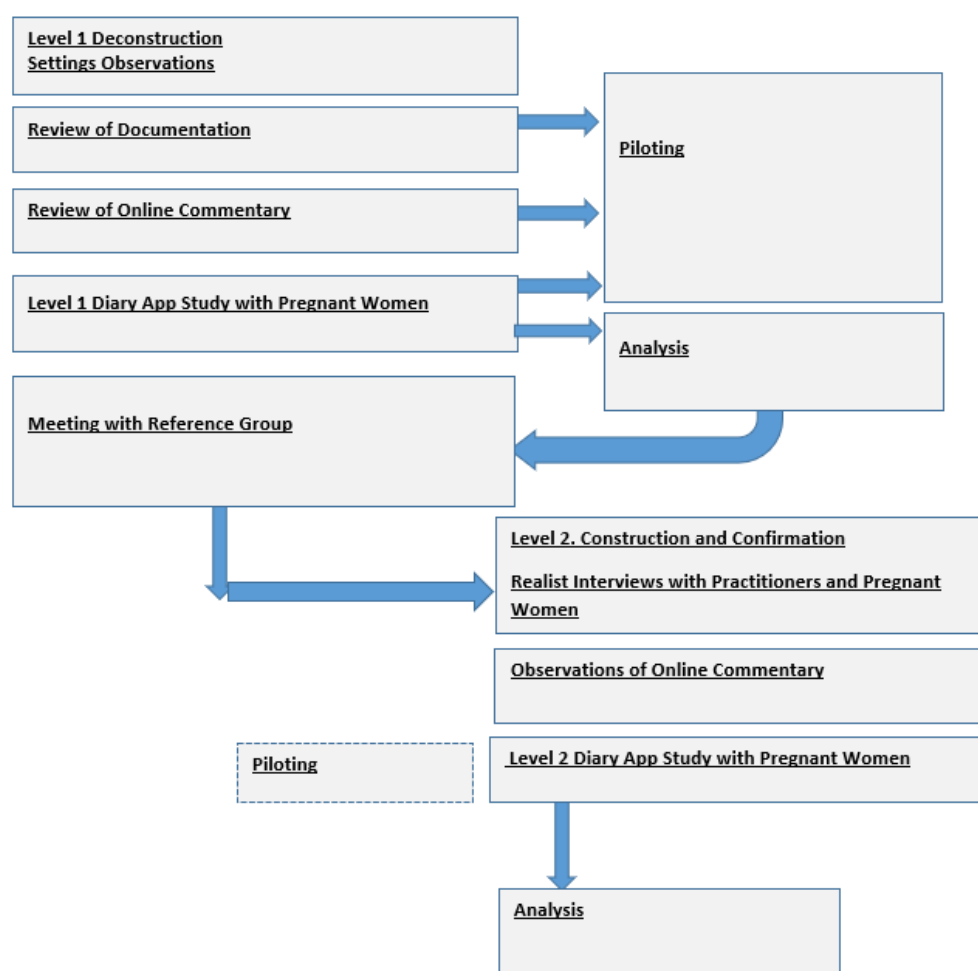 Level 1 Deconstruction
Settings Observations
Review of Documentation
Piloting
Review of Online Commentary
Level 1 Diary App Study with Pregnant Women
Analysis
Meeting with Reference Group
Level 2. Construction and Confirmation
Realist Interviews with Practitioners and Pregnant
Women
Observations of Online Commentary
Piloting
Level 2 Diary App Study with Pregnant Women
Analysis